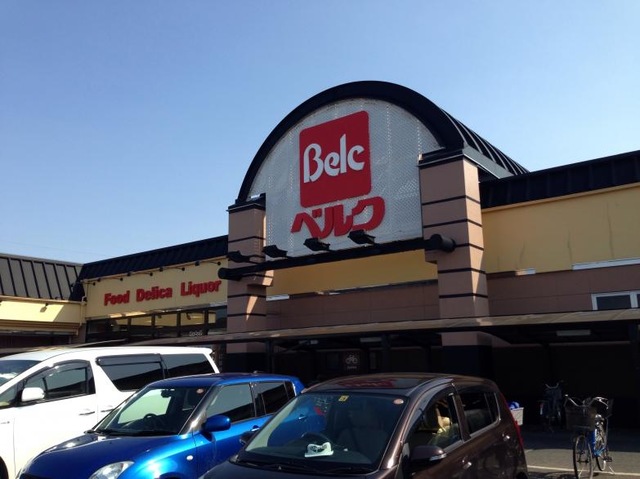 Belc
ベルク
Food Delica Liquor